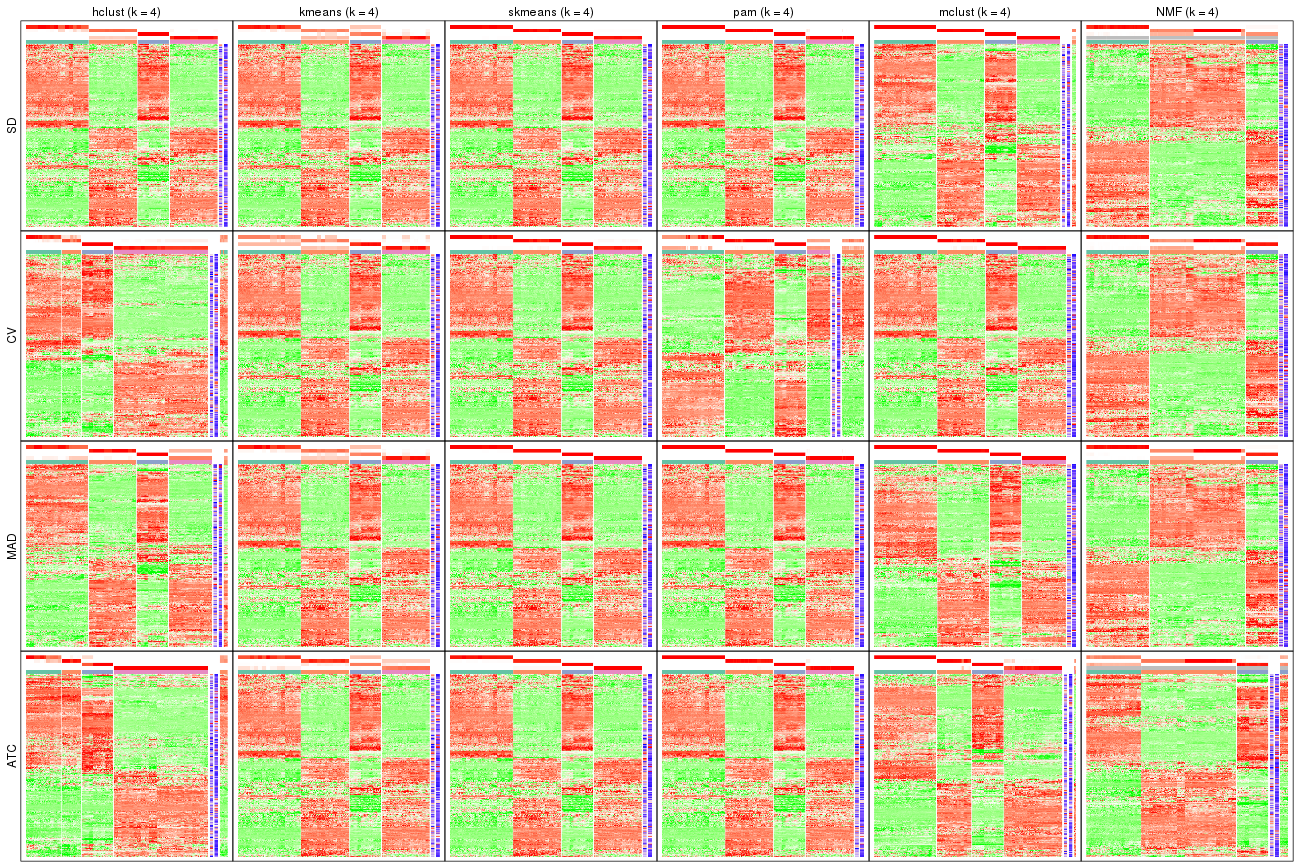 hclust (k = 4) kmeans (k = 4) skmeans (k = 4) pam (k = 4) mclust (k = 4) NMF (k = 4)
SD
CV
MAD
ATC